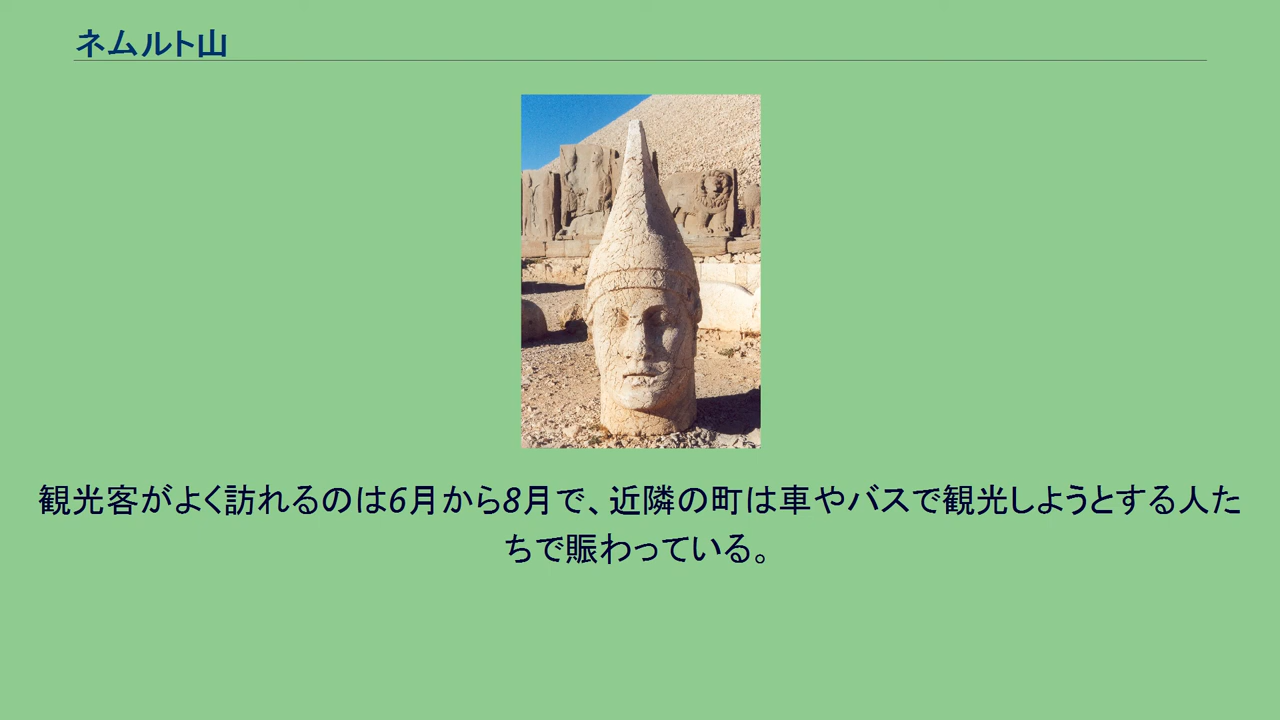 ネムルト山
観光客がよく訪れるのは6月から8月で、近隣の町は車やバスで観光しようとする人た
ちで賑わっている。